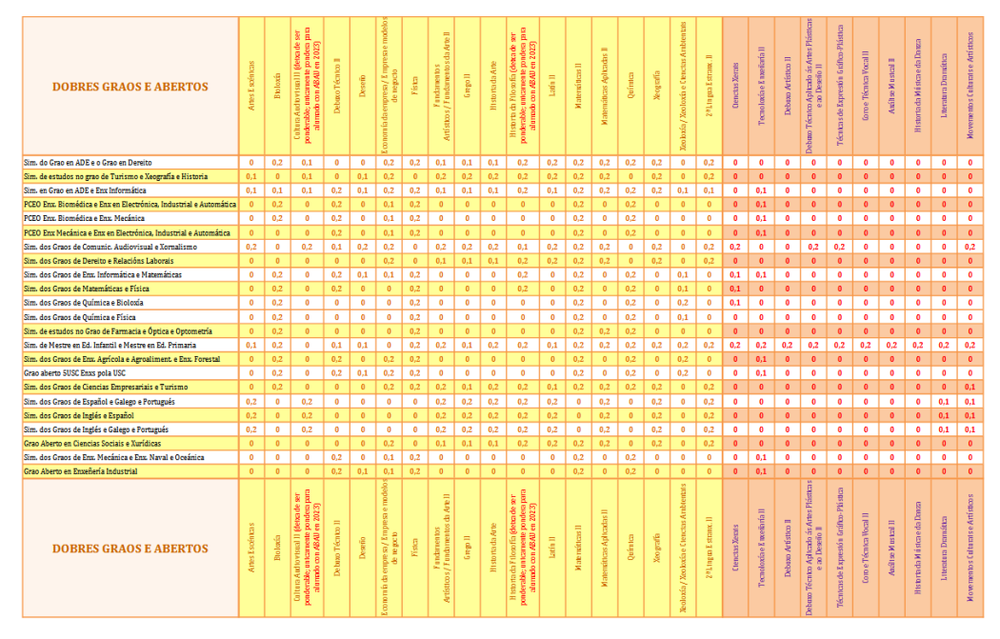 DOBRES GRAOS E ABERTOS
Artes Escénicas
Bioloxía
Cultura Audiovisual II (deixa de ser
ponderable; unicamente pondera para
alumado con ABAU en 2023)
Debuxo Técnico II
Deseño
Economía da empresa / Empresa e modelos
de negocio
Física
Fundamentos
Artísticos / Fundamentos da Arte II
Grego II
Historia da Arte
Historia da Filosofía (deixa de ser
ponderable; unicamente pondera para
alumado con ABAU en 2023)
Latín II
Matemáticas II
Matemáticas Aplicadas II
Química
Xeografía
Xeoloxía / Xeoloxía e Ciencias Ambientais
2ª Lingua Estranx. II
Ciencias Xerais
Tecnoloxía e Enxeñaría II
Debuxo Artístico II
Debuxo Técnico Aplicado ás Artes Plásticas
e ao Deseño II
Técnicas de Expresión Gráfico-Plástica
Coro e Técnica Vocal II
Análise Musical II
Historia da Música e da Danza
Literatura Dramática
Movementos Culturais e Artísticos
Sim. do Grao en ADE e o Grao en Dereito 0 0,2 0,1 0 0 0,2 0,2 0,1 0,1 0,1 0,2 0,2 0,2 0,2 0,2 0,2 0 0,2 0 0 0 0 0 0 0 0 0 0
Sim. de estudos no grao de Turismo e Xeografía e Historia 0,1 0 0,1 0 0,1 0,2 0 0,2 0,2 0,2 0,2 0,2 0,2 0,2 0 0,2 0 0,2 0 0 0 0 0 0 0 0 0 0
Sim. en Grao en ADE e Enx Informática 0,1 0,1 0,1 0,2 0,1 0,2 0,2 0,1 0,1 0,1 0,2 0,1 0,2 0,2 0,2 0,2 0,1 0,1 0 0,1 0 0 0 0 0 0 0 0
PCEO Enx. Biomédica e Enx en Electrónica, Industrial e Automática 0 0,2 0 0,2 0 0,1 0,2 0 0 0 0 0 0,2 0 0,2 0 0 0 0 0,1 0 0 0 0 0 0 0 0
PCEO Enx. Biomédica e Enx. Mecánica 0 0,2 0 0,2 0 0,1 0,2 0 0 0 0 0 0,2 0 0,2 0 0 0 0 0,1 0 0 0 0 0 0 0 0
PCEO Enx Mecánica e Enx en Electrónica, Industrial e Automática 0 0 0 0,2 0 0,1 0,2 0 0 0 0 0 0,2 0 0,2 0 0 0 0 0,1 0 0 0 0 0 0 0 0
Sim. dos Graos de Comunic. Audiovisual e Xornalismo 0,2 0 0,2 0,1 0,2 0,2 0 0,2 0,2 0,2 0,1 0,2 0,2 0,2 0 0,2 0 0,2 0,2 0 0 0,2 0,2 0 0 0 0 0,2
Sim. dos Graos de Dereito e Relacións Laborais 0 0 0 0 0 0,2 0 0,1 0,1 0,1 0,2 0,2 0,2 0,2 0 0,2 0 0,2 0 0 0 0 0 0 0 0 0 0
Sim. dos Graos de Enx. Informática e Matemáticas 0 0,2 0 0,2 0,1 0,1 0,2 0 0 0 0,2 0 0,2 0,2 0,2 0 0,1 0 0,1 0,1 0 0 0 0 0 0 0 0
Sim. dos Graos de Matemáticas e Física 0 0,2 0 0,2 0 0 0,2 0 0 0 0,2 0 0,2 0 0,2 0 0,1 0 0,1 0 0 0 0 0 0 0 0 0
Sim. dos Graos de Química e Bioloxía 0 0,2 0 0 0 0 0,2 0 0 0 0 0 0,2 0 0,2 0 0,2 0 0,1 0 0 0 0 0 0 0 0 0
Sim. dos Graos de Química e Física 0 0,2 0 0 0 0 0,2 0 0 0 0 0 0,2 0 0,2 0 0,1 0 0 0 0 0 0 0 0 0 0 0
Sim. de estudos no Grao de Farmacia e Óptica e Optometría 0 0,2 0 0 0 0 0,2 0 0 0 0 0 0,2 0 0,2 0 0 0 0 0 0 0 0 0 0 0 0 0
Sim. de Mestre en Ed. Infantil e Mestre en Ed. Primaria 0,1 0,2 0 0,1 0,1 0 0,2 0,2 0,1 0,2 0,2 0,1 0,2 0,2 0,2 0,2 0,2 0,2 0,2 0,2 0,2 0,2 0,2 0,2 0,2 0,2 0,2 0,2
Sim. dos Graos de Enx. Agrícola e Agroaliment. e Enx. Forestal 0 0,2 0 0,2 0 0,2 0,2 0 0 0 0 0 0,2 0 0,2 0 0,2 0 0 0,1 0 0 0 0 0 0 0 0
Grao aberto 5USC Enxs pola USC 0 0,2 0 0,2 0,1 0,2 0,2 0 0 0 0 0 0,2 0 0,2 0 0,2 0 0 0,1 0 0 0 0 0 0 0 0
Sim. dos Graos de Ciencias Empresariais e Turismo 0 0,2 0 0 0 0,2 0,2 0,2 0,1 0,2 0,2 0,1 0,2 0,2 0,2 0,2 0 0,2 0 0 0 0 0 0 0 0 0 0,1
Sim. dos Graos de Español e Galego e Portugués 0,2 0 0,2 0 0 0 0 0,2 0,2 0,2 0,2 0,2 0,2 0,2 0 0,2 0 0,2 0 0 0 0 0 0 0 0 0,1 0,1
Sim. dos Graos de Inglés e Español 0,2 0 0,2 0 0 0 0 0,2 0,2 0,2 0,2 0,2 0,2 0,2 0 0,2 0 0,2 0 0 0 0 0 0 0 0 0,1 0,1
Sim. dos Graos de Inglés e Galego e Portugués 0,2 0 0,2 0 0 0 0 0,2 0,2 0,2 0,2 0,2 0,2 0,2 0 0,2 0 0,2 0 0 0 0 0 0 0 0 0,1 0,1
Grao Aberto en Ciencias Sociais e Xurídicas 0 0 0 0 0 0,2 0 0,1 0,1 0,1 0,2 0,2 0,2 0,2 0 0,2 0 0,2 0 0 0 0 0 0 0 0 0 0
Sim. dos Graos de Enx. Mecánica e Enx. Naval e Oceánica 0 0 0 0,2 0 0,1 0,2 0 0 0 0 0 0,2 0 0,2 0 0 0 0 0,1 0 0 0 0 0 0 0 0
Grao Aberto en Enxeñería Industrial 0 0 0 0,2 0,1 0,1 0,2 0 0 0 0 0 0,2 0 0,2 0 0 0 0 0,1 0 0 0 0 0 0 0 0
DOBRES GRAOS E ABERTOS
Artes Escénicas
Bioloxía
Cultura Audiovisual II (deixa de ser
ponderable; unicamente pondera para
alumado con ABAU en 2023)
Debuxo Técnico II
Deseño
Economía da empresa / Empresa e modelos
de negocio
Física
Fundamentos
Artísticos / Fundamentos da Arte II
Grego II
Historia da Arte
Historia da Filosofía (deixa de ser
ponderable; unicamente pondera para
alumado con ABAU en 2023)
Latín II
Matemáticas II
Matemáticas Aplicadas II
Química
Xeografía
Xeoloxía / Xeoloxía e Ciencias Ambientais
2ª Lingua Estranx. II
Ciencias Xerais
Tecnoloxía e Enxeñaría II
Debuxo Artístico II
Debuxo Técnico Aplicado ás Artes Plásticas
e ao Deseño II
Técnicas de Expresión Gráfico-Plástica
Coro e Técnica Vocal II
Análise Musical II
Historia da Música e da Danza
Literatura Dramática
Movementos Culturais e Artísticos